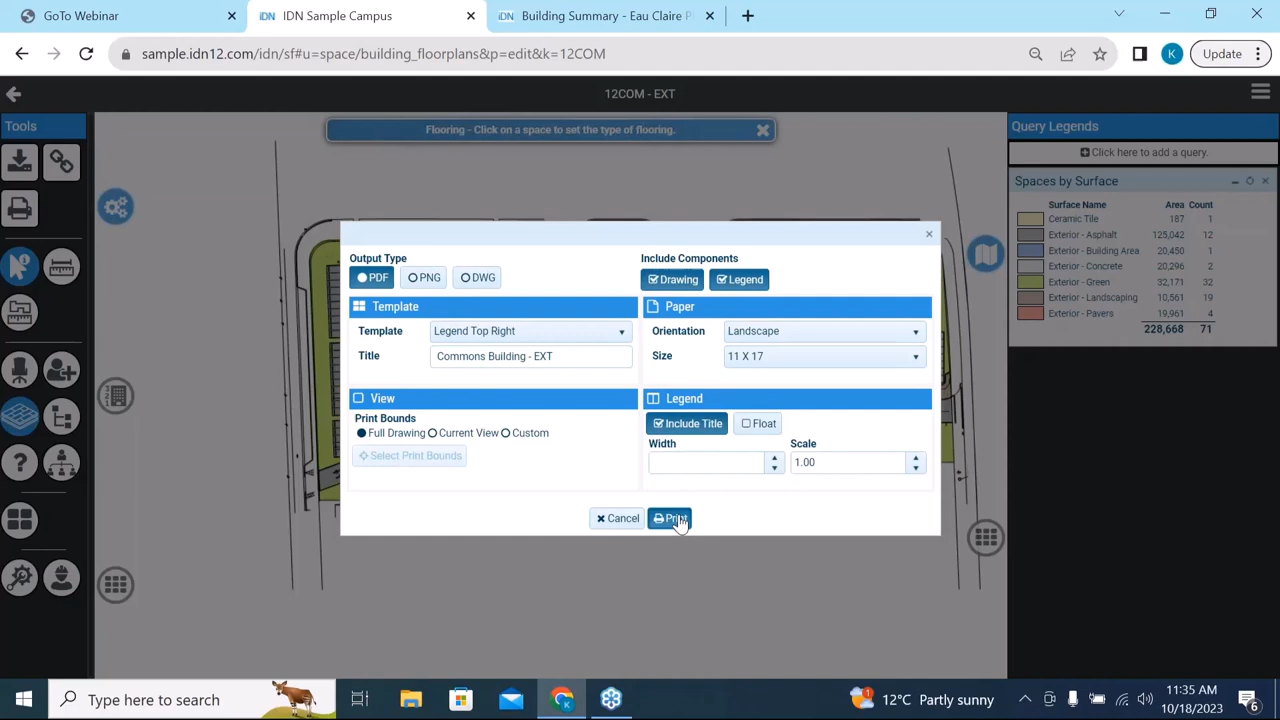 GoTo Webinar
IDN Sample Campus
Building Summary - Eau Claire P
sample.idn12.com/idn/sf#u=space/building_floorplans&p=edit&k=12COM
K
Update
12COM - EXT
Tools
Flooring - Click on a space to set the type of flooring.
Query Legends
Click here to add a query.
Spaces by Surface
Surface Name Area Count
Ceramic Tile 187 1
Exterior - Asphalt 125,042 12
Exterior - Building Area 20,450 1
Exterior - Concrete 20,296 2
Exterior - Green 32,171 32
Exterior - Landscaping 10,561 19
Exterior - Pavers 19,961 4
228,668 71
Output Type
PDF PNG DWG
Include Components
Drawing Legend
Template
Template Legend Top Right
Title Commons Building - EXT
Paper
Orientation Landscape
Size 11 X 17
View
Print Bounds
Full Drawing Current View Custom
Select Print Bounds
Legend
Include Title Float
Width Scale
1.00
Cancel Print
Type here to search
12°C Partly sunny
11:35 AM
10/18/2023
6